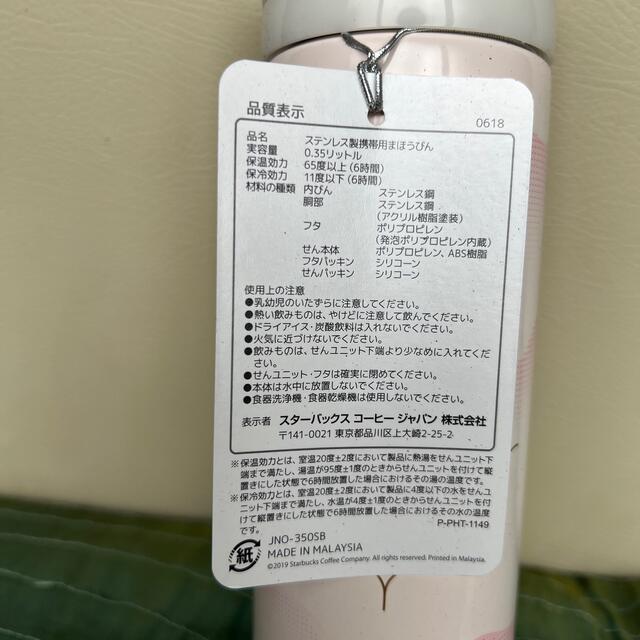 品質表示
0618
品名 ステンレス製携帯用まほうびん
実容量 0.35リットル
保温効力 65度以上(6時間)
保冷効力 11度以下(6時間)
材料の種類 内びん ステンレス鋼
胴部 ステンレス鋼
(アクリル樹脂塗装)
フタ ポリプロピレン
(発泡ポリプロピレン内蔵)
せん本体 ポリプロピレン、ABS樹脂
フタパッキン シリコーン
せんパッキン シリコーン
使用上の注意
●乳幼児のいたずらに注意してください。
●熱い飲みものは、やけどに注意して飲んでください。
●ドライアイス・炭酸飲料は入れないでください。
●火気に近づけないでください。
●飲みものは、せんユニット下端より少なめに入れてくだ
さい。
●せんユニット・フタは確実に閉めてください。
●本体は水中に放置しないでください。
●食器洗浄機・食器乾燥機は使用しないでください。
表示者 スターバックス コーヒー ジャパン 株式会社
〒141-0021 東京都品川区上大崎2-25-2
※保温効力とは、室温20度±2度において製品に熱湯をせんユニット下
端まで満たし、湯温が95度±1度のときからせんユニットを付けて縦
置きにした状態で6時間放置した場合におけるその湯の温度です。
※保冷効力とは、室温20度±2度において製品に4度以下の水をせんユ
ニット下端まで満たし、水温が4度±1度のときからせんユニットを付
けて縦置きにした状態で6時間放置した場合におけるその水の温度
です。
P-PHT-1149
紙
JNO-350SB
MADE IN MALAYSIA
©2019 Starbucks Coffee Company. All rights reserved. Printed in Malaysia.